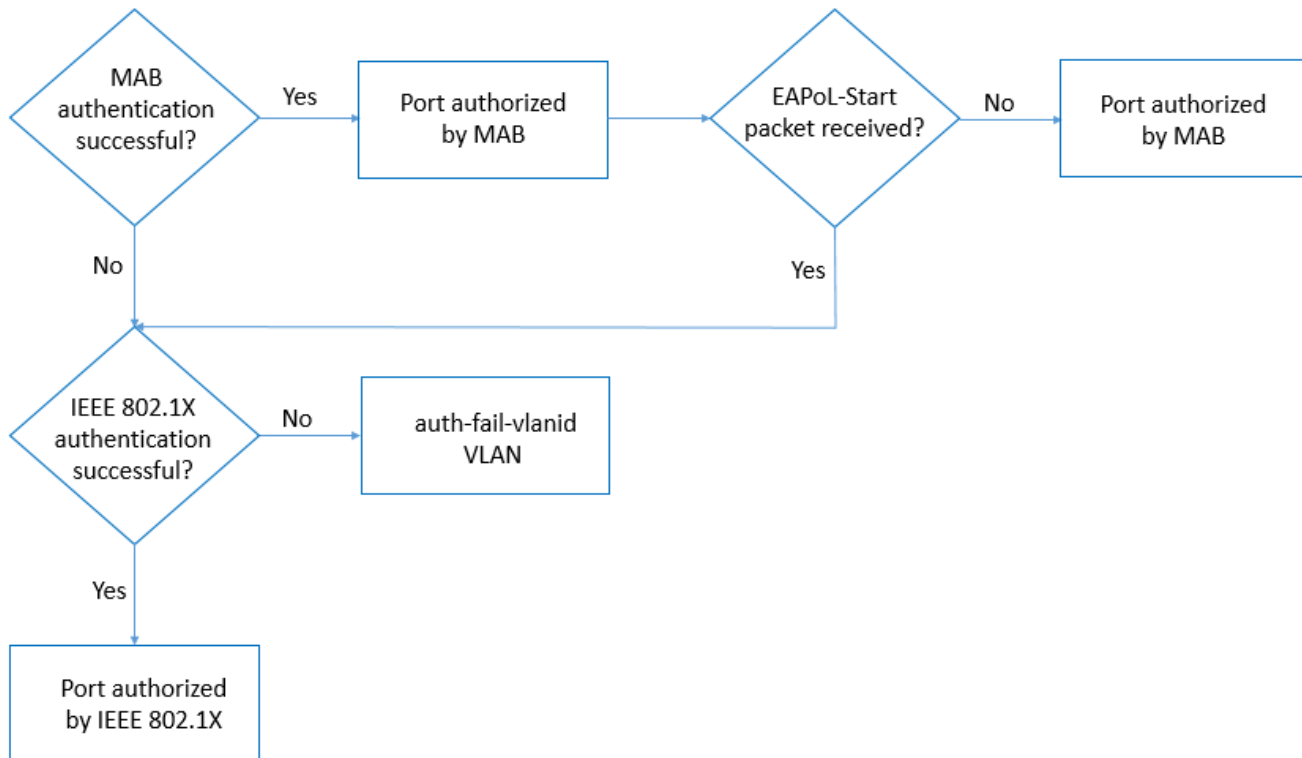 MAB
authentication
successful?
Yes
Port authorized
by MAB
EAPoL-Start
packet received?
No
Port authorized
by MAB
No
Yes
IEEE 802.1X
authentication
successful?
No
auth-fail-vlanid
VLAN
Yes
Port authorized
by IEEE 802.1X